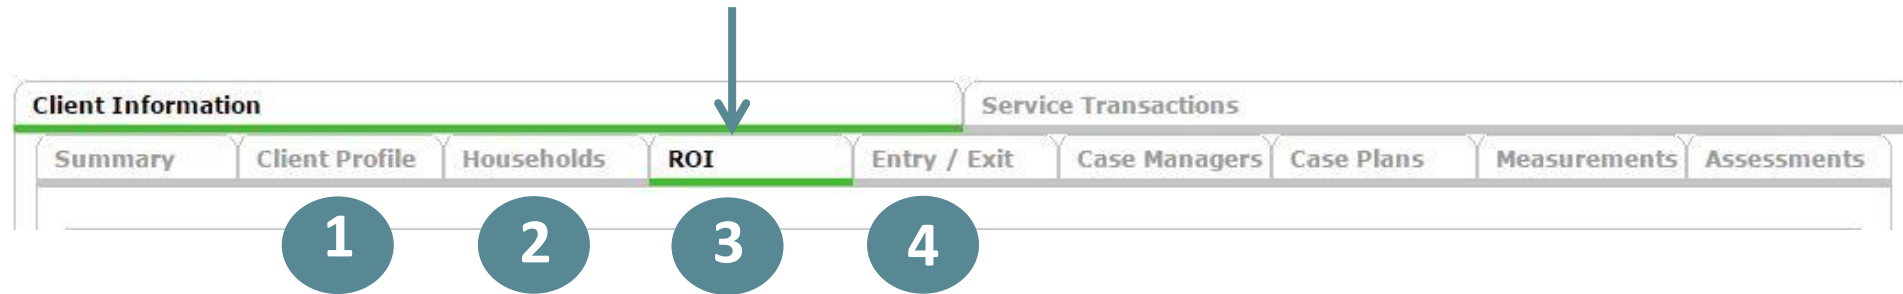 Client Information Service Transactions
Summary Client Profile Households ROI Entry / Exit Case Managers Case Plans Measurements Assessments
1 2 3 4